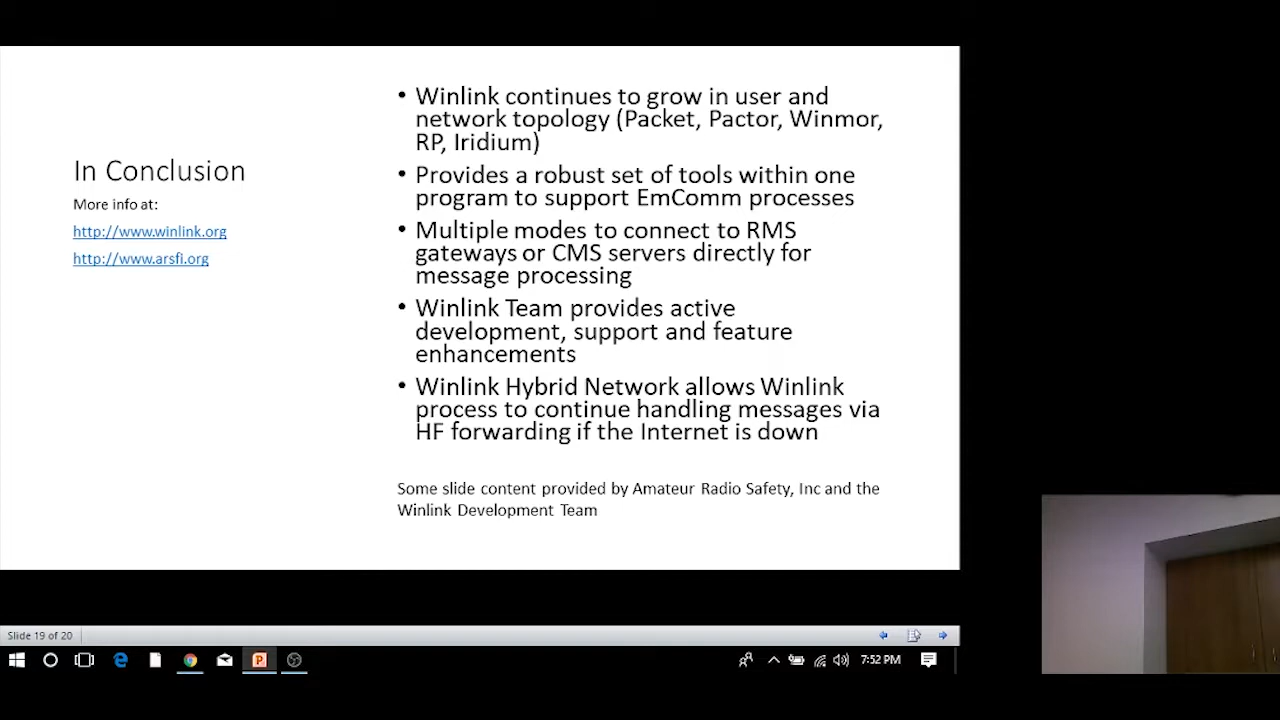 In Conclusion
More info at:
http://www.winlink.org
http://www.arsfi.org
• Winlink continues to grow in user and
network topology (Packet, Pactor, Winmor,
RP, Iridium)
• Provides a robust set of tools within one
program to support EmComm processes
• Multiple modes to connect to RMS
gateways or CMS servers directly for
message processing
• Winlink Team provides active
development, support and feature
enhancements
• Winlink Hybrid Network allows Winlink
process to continue handling messages via
HF forwarding if the Internet is down
Some slide content provided by Amateur Radio Safety, Inc and the
Winlink Development Team
Slide 19 of 20
7:52 PM